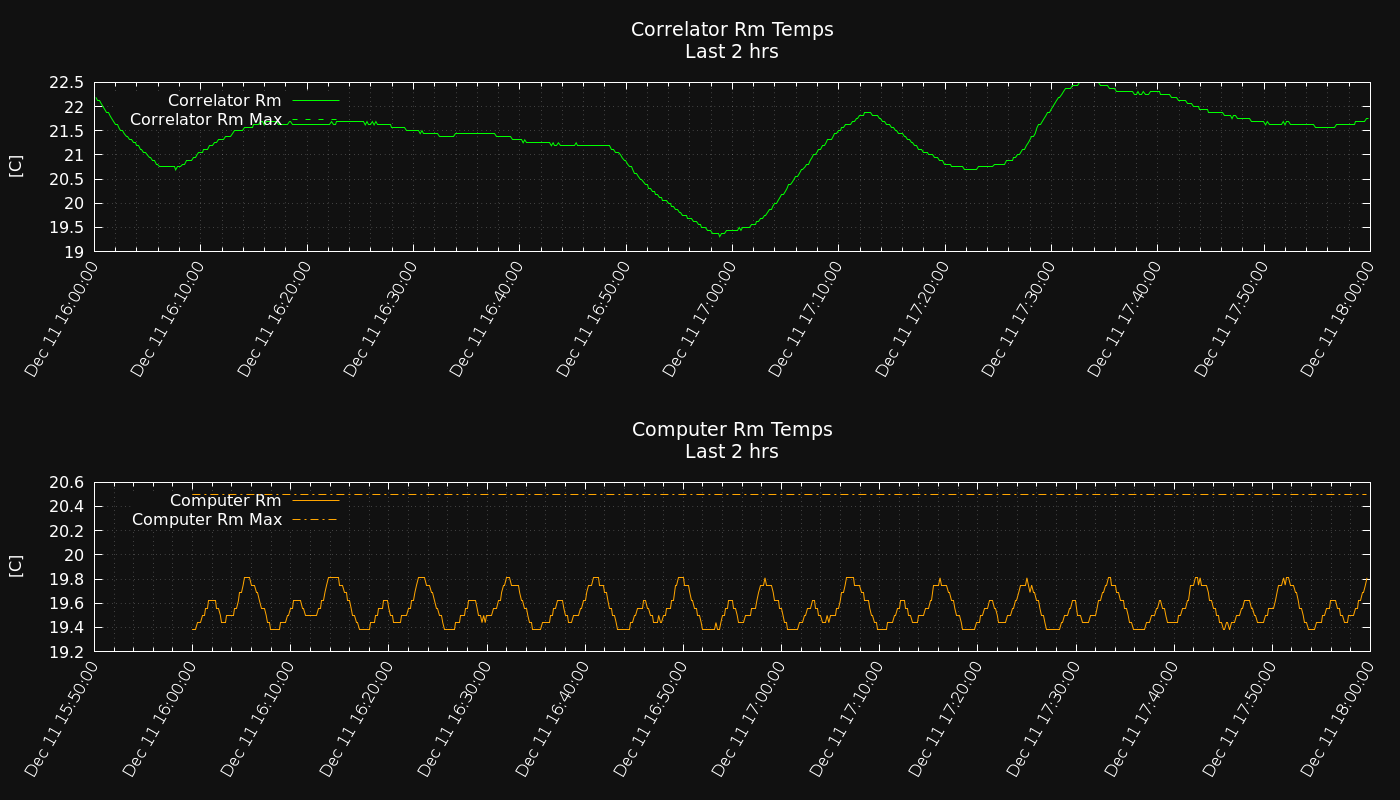 Correlator Rm Temps
Last 2 hrs
22.5
22
21.5
21
20.5
20
19.5
19
[C]
Correlator Rm
Correlator Rm Max
Dec 11 16:00:00
Dec 11 16:10:00
Dec 11 16:20:00
Dec 11 16:30:00
Dec 11 16:40:00
Dec 11 16:50:00
Dec 11 17:00:00
Dec 11 17:10:00
Dec 11 17:20:00
Dec 11 17:30:00
Dec 11 17:40:00
Dec 11 17:50:00
Dec 11 18:00:00
Computer Rm Temps
Last 2 hrs
20.6
20.4
20.2
20
19.8
19.6
19.4
19.2
[C]
Computer Rm
Computer Rm Max
Dec 11 15:50:00
Dec 11 16:00:00
Dec 11 16:10:00
Dec 11 16:20:00
Dec 11 16:30:00
Dec 11 16:40:00
Dec 11 16:50:00
Dec 11 17:00:00
Dec 11 17:10:00
Dec 11 17:20:00
Dec 11 17:30:00
Dec 11 17:40:00
Dec 11 17:50:00
Dec 11 18:00:00